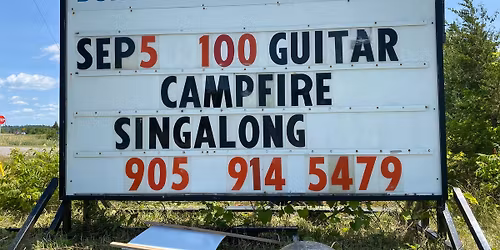 SEP 5 100 GUITAR
CAMPFIRE
SINGALONG
905 914 5479